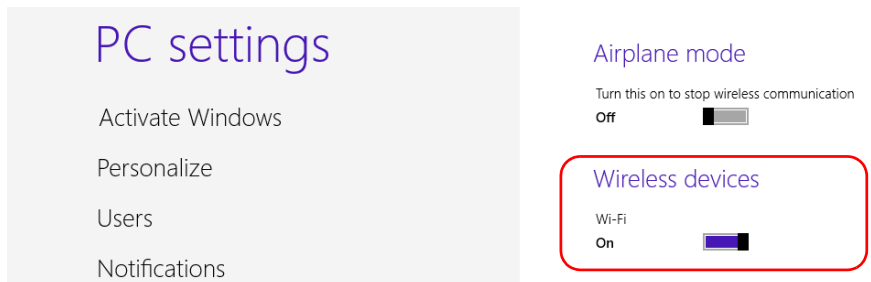 PC settings
Activate Windows
Personalize
Users
Notifications
Airplane mode
Turn this on to stop wireless communication
Off
Wireless devices
Wi-Fi
On